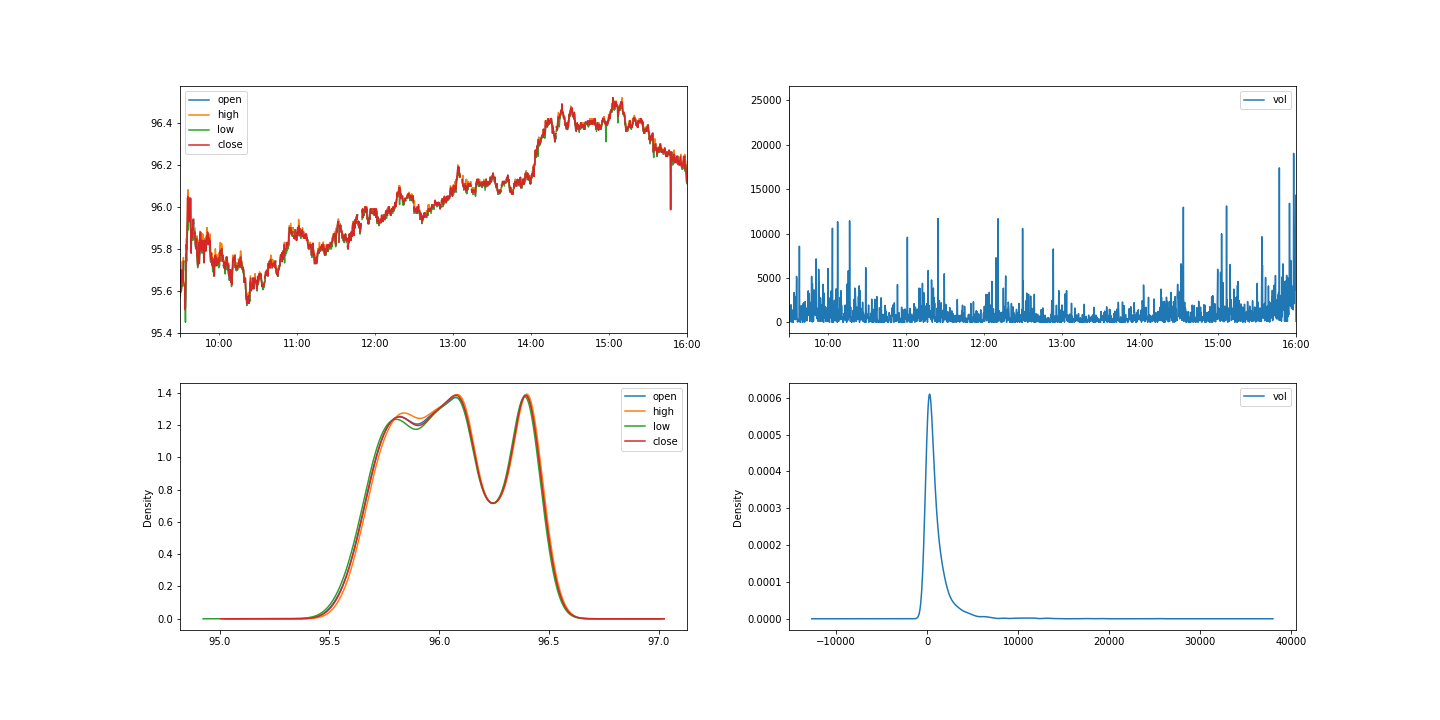 open
high
low
close
96.4
96.2
96.0
95.8
95.6
95.4
10:00 11:00 12:00 13:00 14:00 15:00 16:00
vol
25000
20000
15000
10000
5000
0
10:00 11:00 12:00 13:00 14:00 15:00 16:00
open
high
low
close
Density
1.4
1.2
1.0
0.8
0.6
0.4
0.2
0.0
95.0 95.5 96.0 96.5 97.0
vol
Density
0.0006
0.0005
0.0004
0.0003
0.0002
0.0001
0.0000
−10000 0 10000 20000 30000 40000